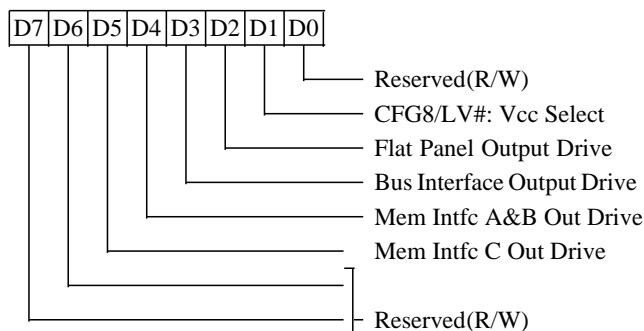 D7 D6 D5 D4 D3 D2 D1 D0
Reserved(R/W)
CFG8/LV#: Vcc Select
Flat Panel Output Drive
Bus Interface Output Drive
Mem Intfc A&B Out Drive
Mem Intfc C Out Drive
Reserved(R/W)